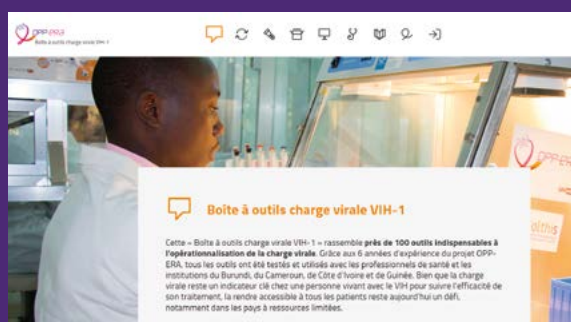 OPP-ERA
Boîte à outils charge virale VIH-1
OPP-ERA
olthis
Boîte à outils charge virale VIH-1
Cette « Boîte à outils charge virale VIH- 1 » rassemble près de 100 outils indispensables à
l'opérationnalisation de la charge virale. Grâce aux 6 années d'expérience du projet OPP-
ERA, tous les outils ont été testés et utilisés avec les professionnels de santé et les
institutions du Burundi, du Cameroun, de Côte d'Ivoire et de Guinée. Bien que la charge
virale reste un indicateur clé chez une personne vivant avec le VIH pour suivre l'efficacité de
son traitement, la rendre accessible à tous les patients reste aujourd'hui un défi,
notamment dans les pays à ressources limitées.